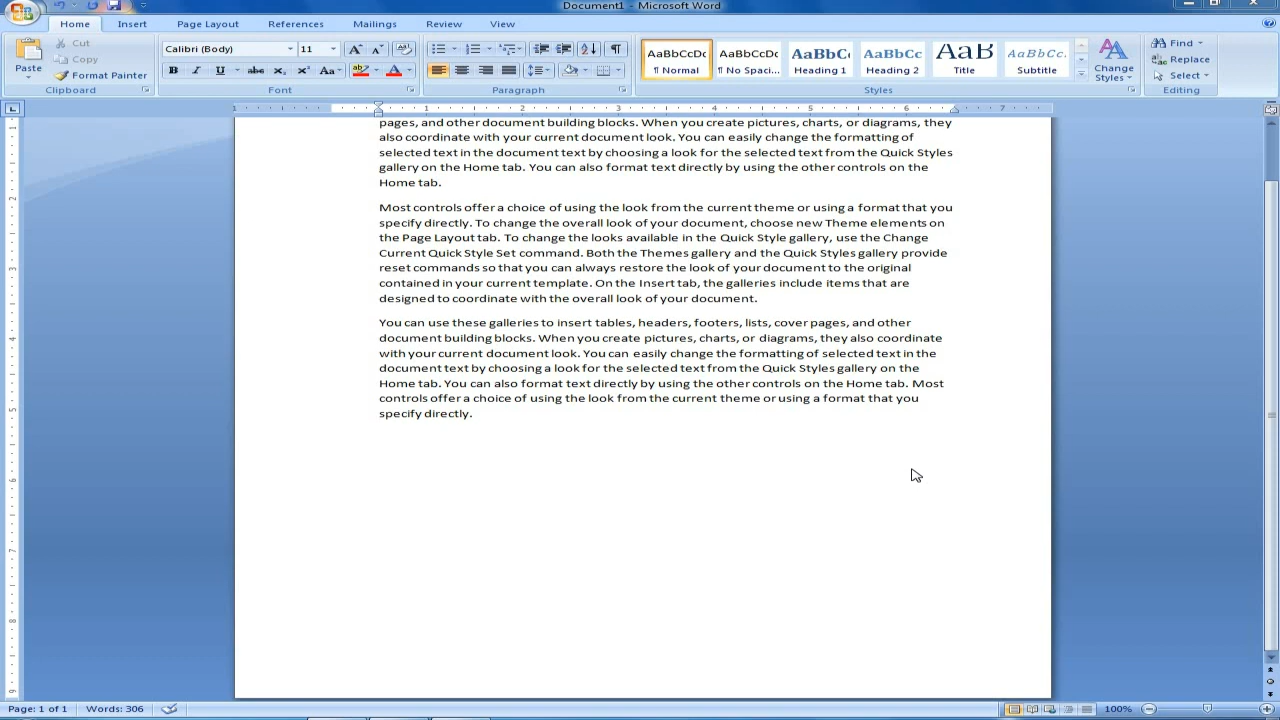 Document1 - Microsoft Word
Home Insert Page Layout References Mailings Review View
Paste
Cut
Copy
Format Painter
Clipboard
Calibri (Body) 11
Font
Paragraph
AaBbCcDc AaBbCcDc AaBbC AaBbCc AaB AaBbCc.
¶ Normal ¶ No Spaci... Heading 1 Heading 2 Title Subtitle
Change Styles
Styles
Find
Replace
Select
Editing
1 1 2 3 4 5 6 7
pages, and other document building blocks. When you create pictures, charts, or diagrams, they
also coordinate with your current document look. You can easily change the formatting of
selected text in the document text by choosing a look for the selected text from the Quick Styles
gallery on the Home tab. You can also format text directly by using the other controls on the
Home tab.
Most controls offer a choice of using the look from the current theme or using a format that you
specify directly. To change the overall look of your document, choose new Theme elements on
the Page Layout tab. To change the looks available in the Quick Style gallery, use the Change
Current Quick Style Set command. Both the Themes gallery and the Quick Styles gallery provide
reset commands so that you can always restore the look of your document to the original
contained in your current template. On the Insert tab, the galleries include items that are
designed to coordinate with the overall look of your document.
You can use these galleries to insert tables, headers, footers, lists, cover pages, and other
document building blocks. When you create pictures, charts, or diagrams, they also coordinate
with your current document look. You can easily change the formatting of selected text in the
document text by choosing a look for the selected text from the Quick Styles gallery on the
Home tab. You can also format text directly by using the other controls on the Home tab. Most
controls offer a choice of using the look from the current theme or using a format that you
specify directly.
Page: 1 of 1 Words: 306 100%